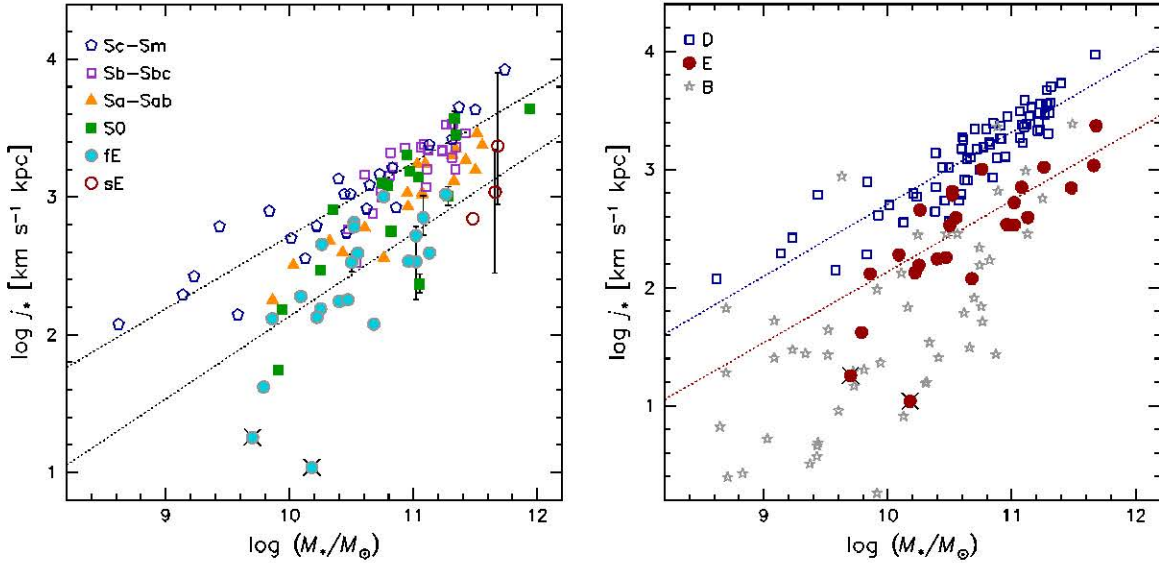 4
3
2
1
log j* [km s⁻¹ kpc]
Sc−Sm
Sb−Sbc
Sa−Sab
S0
fE
sE
9 10 11 12
log (M*/M⊙)
4
3
2
1
log j* [km s⁻¹ kpc]
D
E
B
9 10 11 12
log (M*/M⊙)